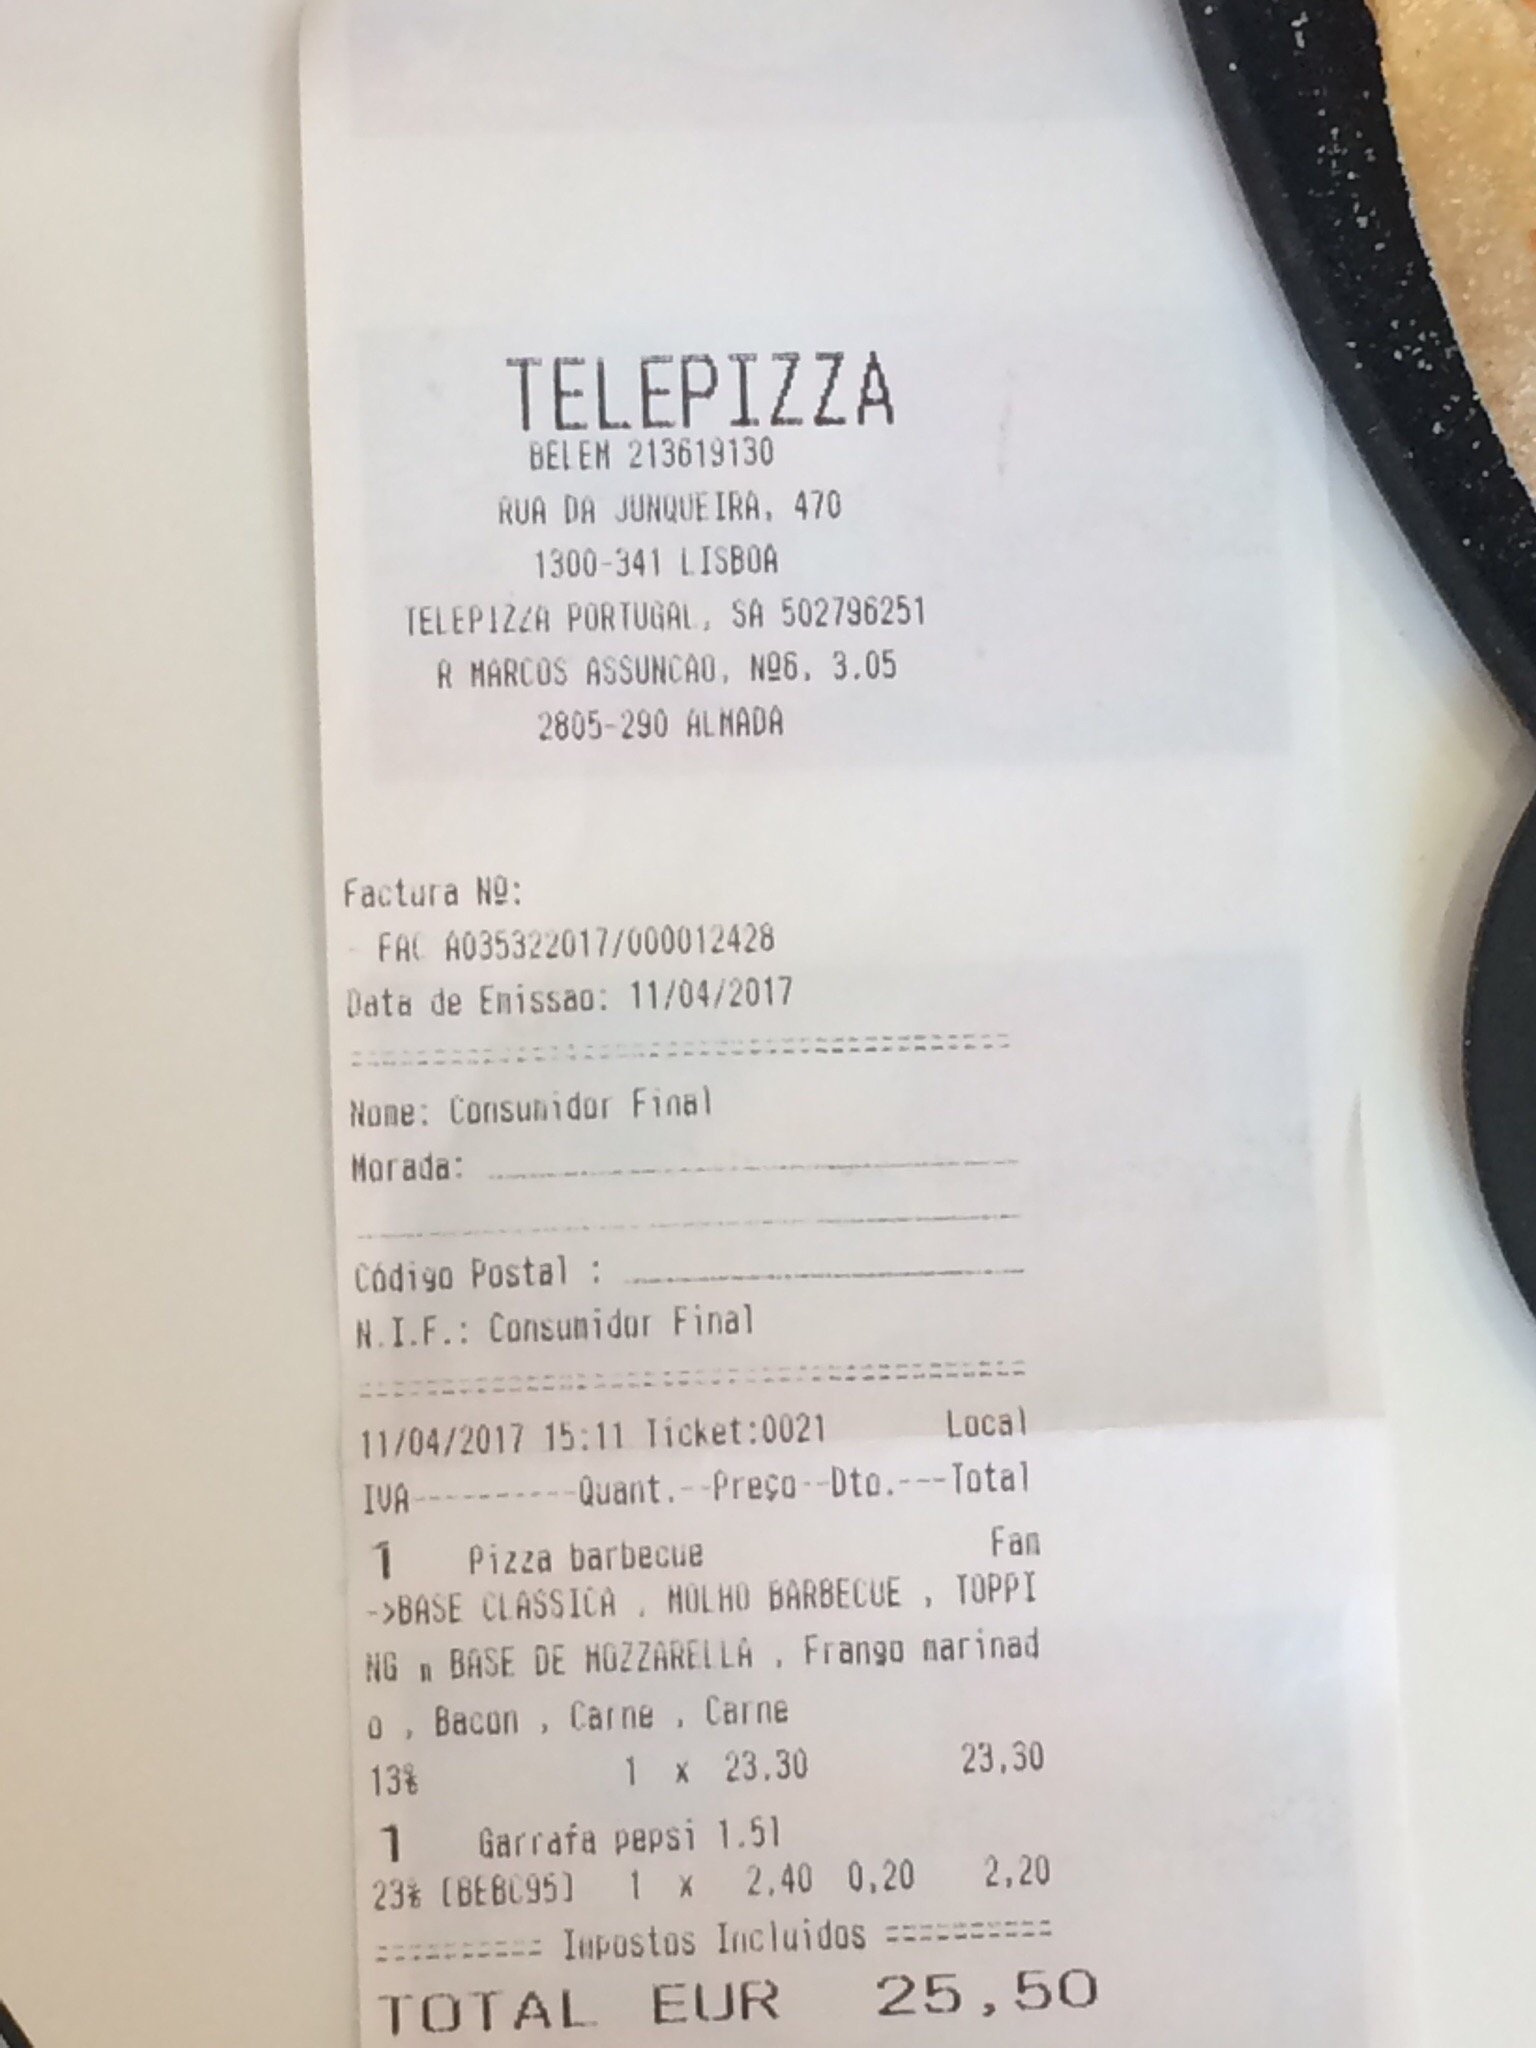 TELEPIZZA
BELEM 213619130
RUA DA JUNQUEIRA, 470
1300-341 LISBOA
TELEPIZZA PORTUGAL, SA 502796251
R MARCOS ASSUNCAO, Nº6, 3.05
2805-290 ALMADA
Factura Nº:
FAC A035322017/000012428
Data de Emissao: 11/04/2017
Nome: Consumidor Final
Morada:
Código Postal :
N.I.F.: Consumidor Final
11/04/2017 15:11 Ticket:0021 Local
IVA----------Quant.--Preço--Dto.---Total
1 Pizza barbecue Fam
->BASE CLASSICA , MOLHO BARBECUE , TOPPI
NG m BASE DE MOZZARELLA , Frango marinad
o , Bacon , Carne , Carne
13% 1 x 23,30 23,30
1 Garrafa pepsi 1.5l
23% [BEBC95] 1 x 2,40 0,20 2,20
========== Impostos Incluidos ==========
TOTAL EUR 25,50